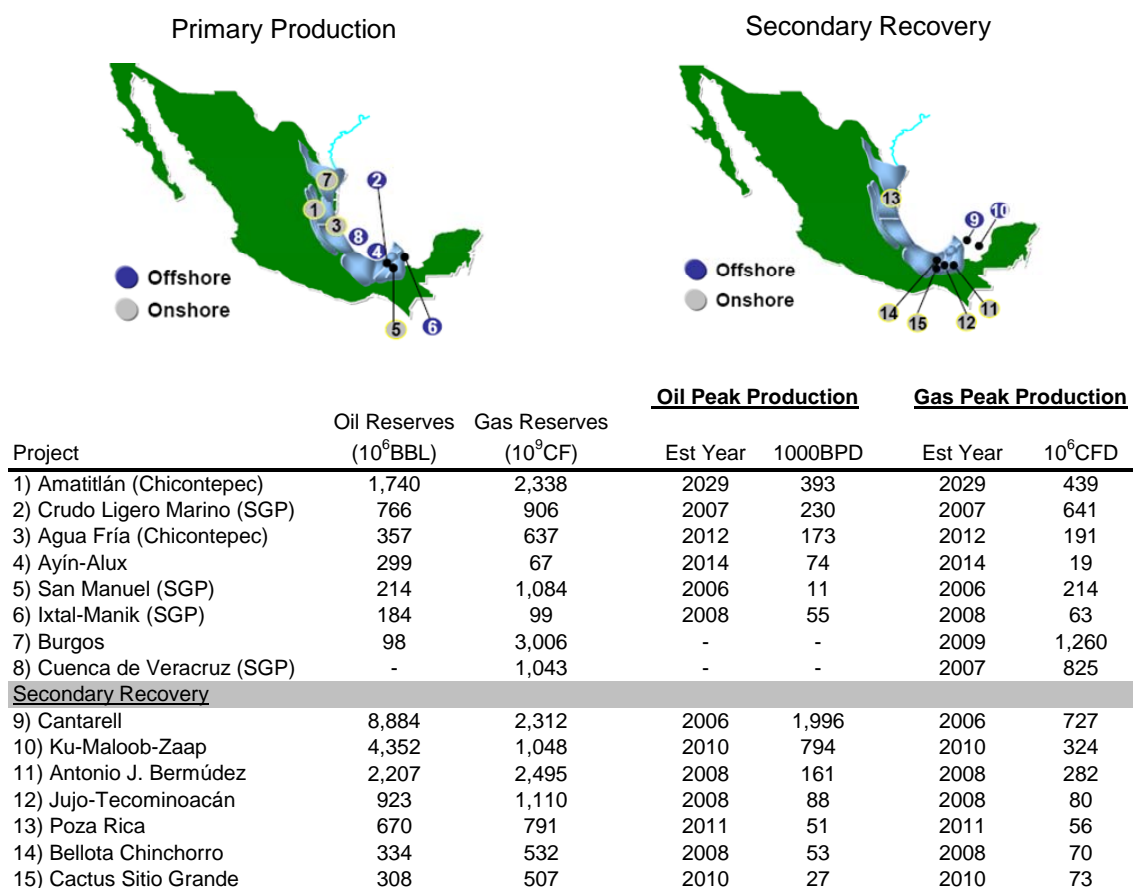 Primary Production
Secondary Recovery
7
2
1
3
8
4
5
6
Offshore
Onshore
13
9
10
14
15
12
11
Offshore
Onshore
Oil Peak Production Gas Peak Production
Oil Reserves Gas Reserves
Project (10^6BBL) (10^9CF) Est Year 1000BPD Est Year 10^6CFD
1) Amatitlán (Chicontepec) 1,740 2,338 2029 393 2029 439
2) Crudo Ligero Marino (SGP) 766 906 2007 230 2007 641
3) Agua Fría (Chicontepec) 357 637 2012 173 2012 191
4) Ayín-Alux 299 67 2014 74 2014 19
5) San Manuel (SGP) 214 1,084 2006 11 2006 214
6) Ixtal-Manik (SGP) 184 99 2008 55 2008 63
7) Burgos 98 3,006 - - 2009 1,260
8) Cuenca de Veracruz (SGP) - 1,043 - - 2007 825
Secondary Recovery
9) Cantarell 8,884 2,312 2006 1,996 2006 727
10) Ku-Maloob-Zaap 4,352 1,048 2010 794 2010 324
11) Antonio J. Bermúdez 2,207 2,495 2008 161 2008 282
12) Jujo-Tecominoacán 923 1,110 2008 88 2008 80
13) Poza Rica 670 791 2011 51 2011 56
14) Bellota Chinchorro 334 532 2008 53 2008 70
15) Cactus Sitio Grande 308 507 2010 27 2010 73